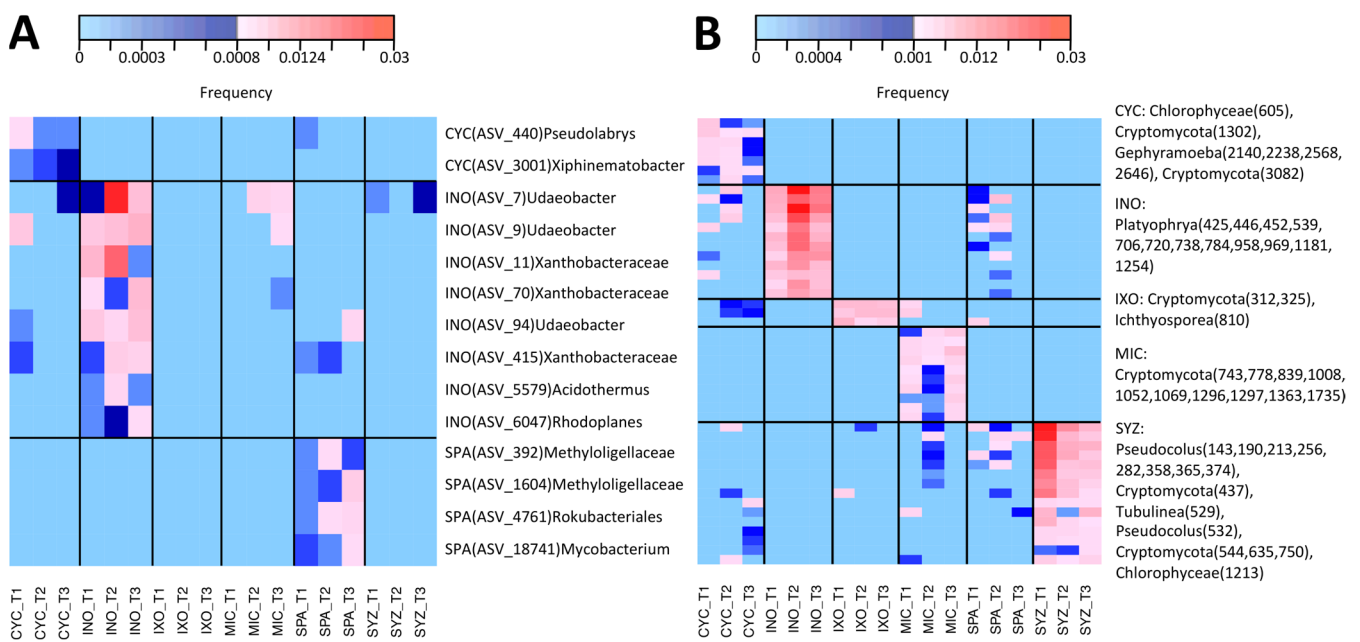 A
0 0.0003 0.0008 0.0124 0.03
Frequency
CYC(ASV_440)Pseudolabrys
CYC(ASV_3001)Xiphinematobacter
INO(ASV_7)Udaeobacter
INO(ASV_9)Udaeobacter
INO(ASV_11)Xanthobacteraceae
INO(ASV_70)Xanthobacteraceae
INO(ASV_94)Udaeobacter
INO(ASV_415)Xanthobacteraceae
INO(ASV_5579)Acidothermus
INO(ASV_6047)Rhodoplanes
SPA(ASV_392)Methyloligellaceae
SPA(ASV_1604)Methyloligellaceae
SPA(ASV_4761)Rokubacteriales
SPA(ASV_18741)Mycobacterium
CYC_T1
CYC_T2
CYC_T3
INO_T1
INO_T2
INO_T3
IXO_T1
IXO_T2
IXO_T3
MIC_T1
MIC_T2
MIC_T3
SPA_T1
SPA_T2
SPA_T3
SYZ_T1
SYZ_T2
SYZ_T3
B
0 0.0004 0.001 0.012 0.03
Frequency
CYC: Chlorophyceae(605),
Cryptomycota(1302),
Gephyramoeba(2140,2238,2568,
2646), Cryptomycota(3082)
INO:
Platyophrya(425,446,452,539,
706,720,738,784,958,969,1181,
1254)
IXO: Cryptomycota(312,325),
Ichthyosporea(810)
MIC:
Cryptomycota(743,778,839,1008,
1052,1069,1296,1297,1363,1735)
SYZ:
Pseudocolus(143,190,213,256,
282,358,365,374),
Cryptomycota(437),
Tubulinea(529),
Pseudocolus(532),
Cryptomycota(544,635,750),
Chlorophyceae(1213)
CYC_T1
CYC_T2
CYC_T3
INO_T1
INO_T2
INO_T3
IXO_T1
IXO_T2
IXO_T3
MIC_T1
MIC_T2
MIC_T3
SPA_T1
SPA_T2
SPA_T3
SYZ_T1
SYZ_T2
SYZ_T3